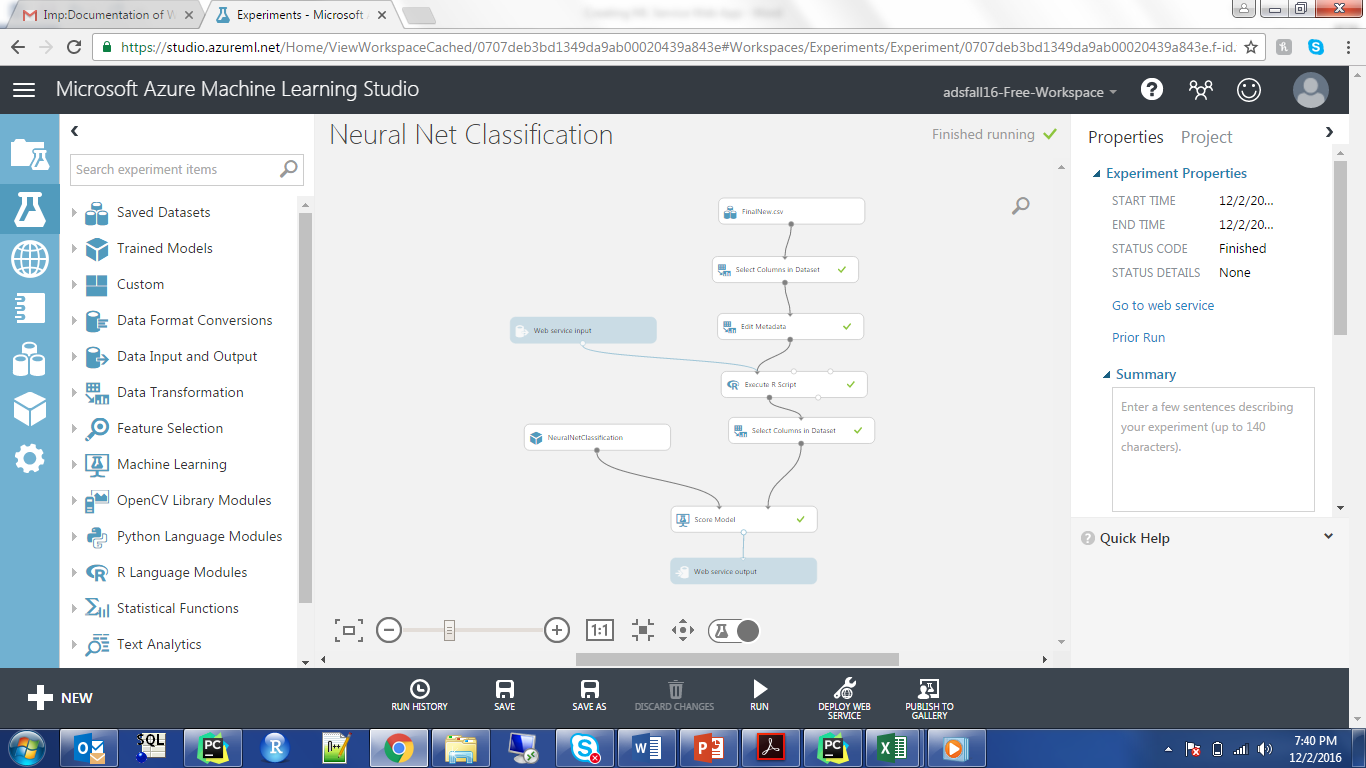 Imp:Documentation of W
Experiments - Microsoft A
https://studio.azureml.net/Home/ViewWorkspaceCached/0707deb3bd1349da9ab00020439a843e#Workspaces/Experiments/Experiment/0707deb3bd1349da9ab00020439a843e.f-id.
Microsoft Azure Machine Learning Studio
adsfall16-Free-Workspace
Search experiment items
Saved Datasets
Trained Models
Custom
Data Format Conversions
Data Input and Output
Data Transformation
Feature Selection
Machine Learning
OpenCV Library Modules
Python Language Modules
R Language Modules
Statistical Functions
Text Analytics
Neural Net Classification
Finished running
FinalNew.csv
Select Columns in Dataset
Edit Metadata
Web service input
Execute R Script
Select Columns in Dataset
NeuralNetClassification
Score Model
Web service output
1:1
Properties
Project
Experiment Properties
START TIME 12/2/20...
END TIME 12/2/20...
STATUS CODE Finished
STATUS DETAILS None
Go to web service
Prior Run
Summary
Enter a few sentences describing
your experiment (up to 140
characters).
Quick Help
NEW
RUN HISTORY
SAVE
SAVE AS
DISCARD CHANGES
RUN
DEPLOY WEB
SERVICE
PUBLISH TO
GALLERY
7:40 PM
12/2/2016